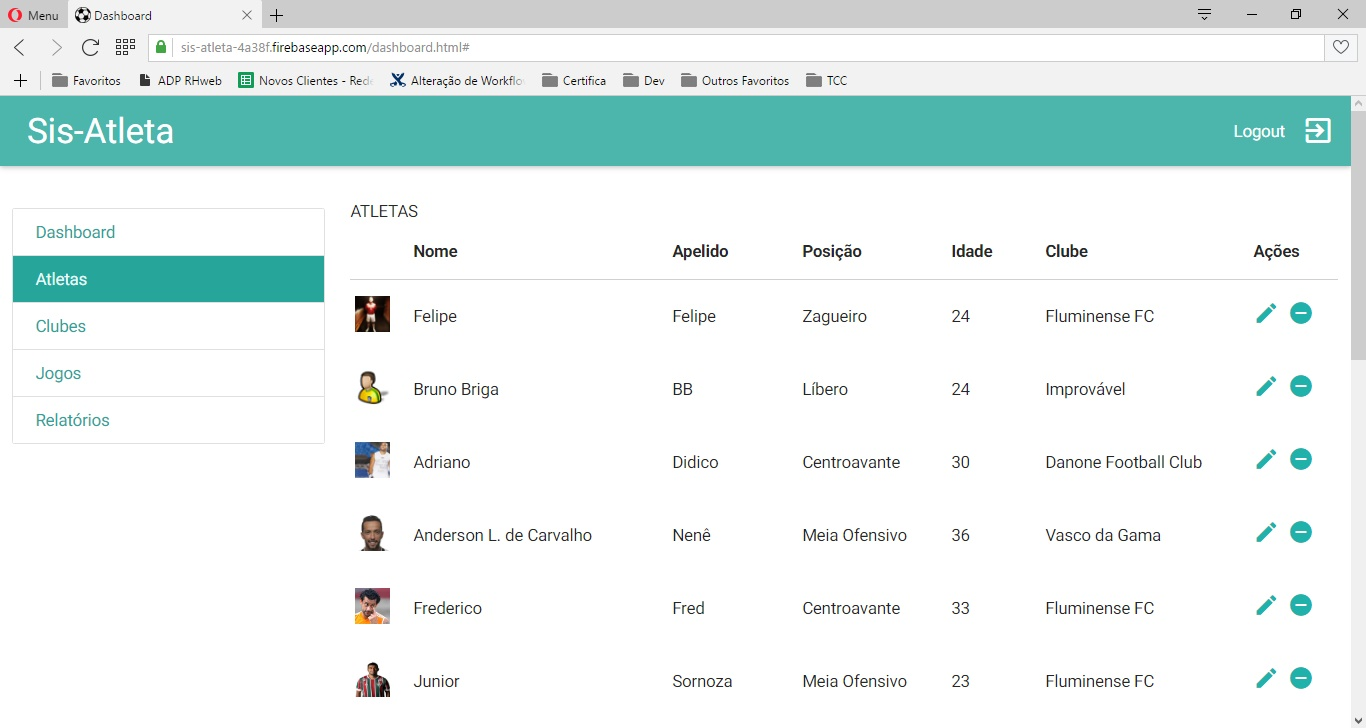 Menu Dashboard
sis-atleta-4a38f.firebaseapp.com/dashboard.html#
Favoritos ADP RHweb Novos Clientes - Rede Alteração de Workflo Certifica Dev Outros Favoritos TCC
Sis-Atleta Logout
ATLETAS
Dashboard
Atletas
Clubes
Jogos
Relatórios
Nome Apelido Posição Idade Clube Ações
Felipe Felipe Zagueiro 24 Fluminense FC
Bruno Briga BB Líbero 24 Improvável
Adriano Didico Centroavante 30 Danone Football Club
Anderson L. de Carvalho Nenê Meia Ofensivo 36 Vasco da Gama
Frederico Fred Centroavante 33 Fluminense FC
Junior Sornoza Meia Ofensivo 23 Fluminense FC